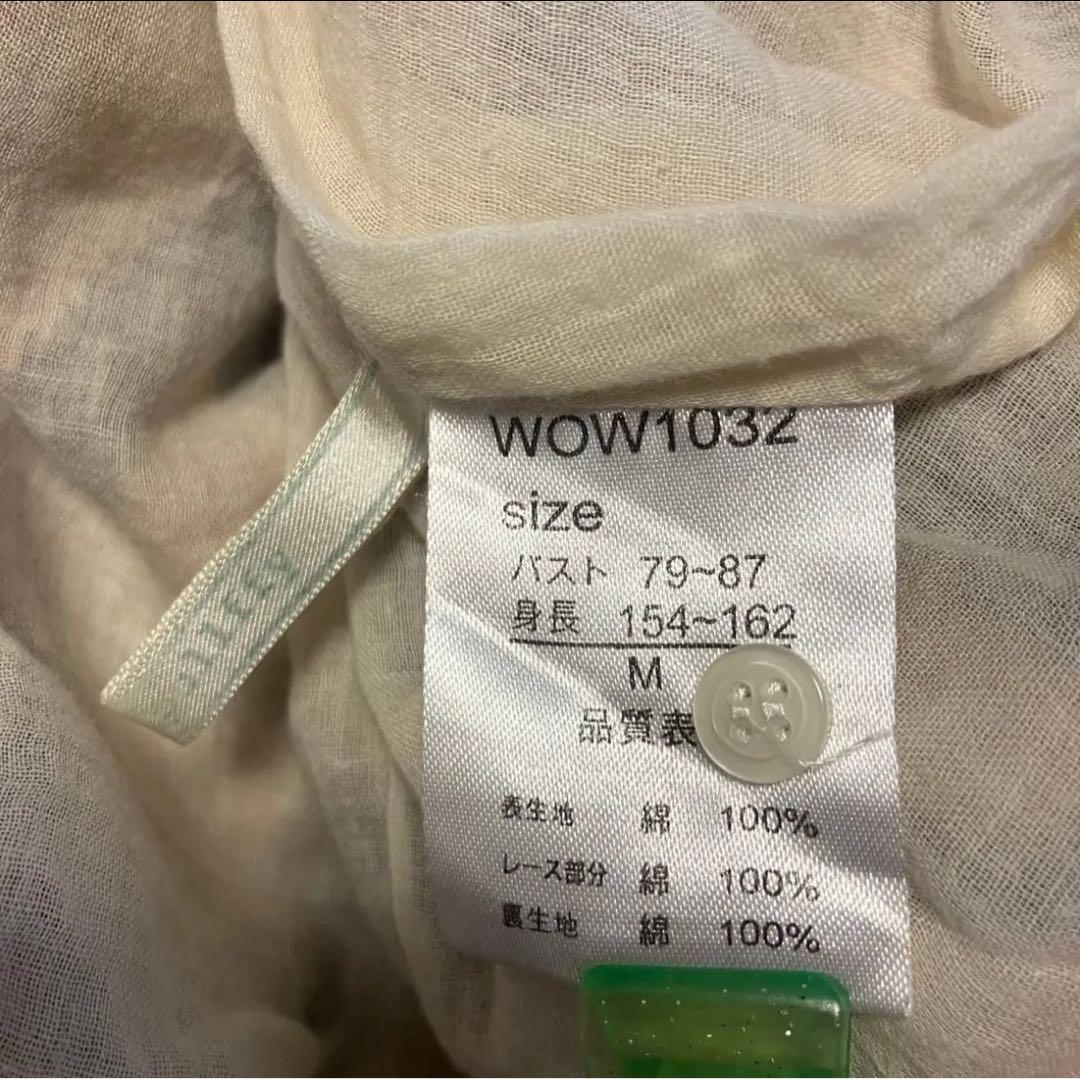 WOW1032
size
バスト 79~87
身長 154~162
M
品質表
表生地 綿 100%
レース部分 綿 100%
裏生地 綿 100%